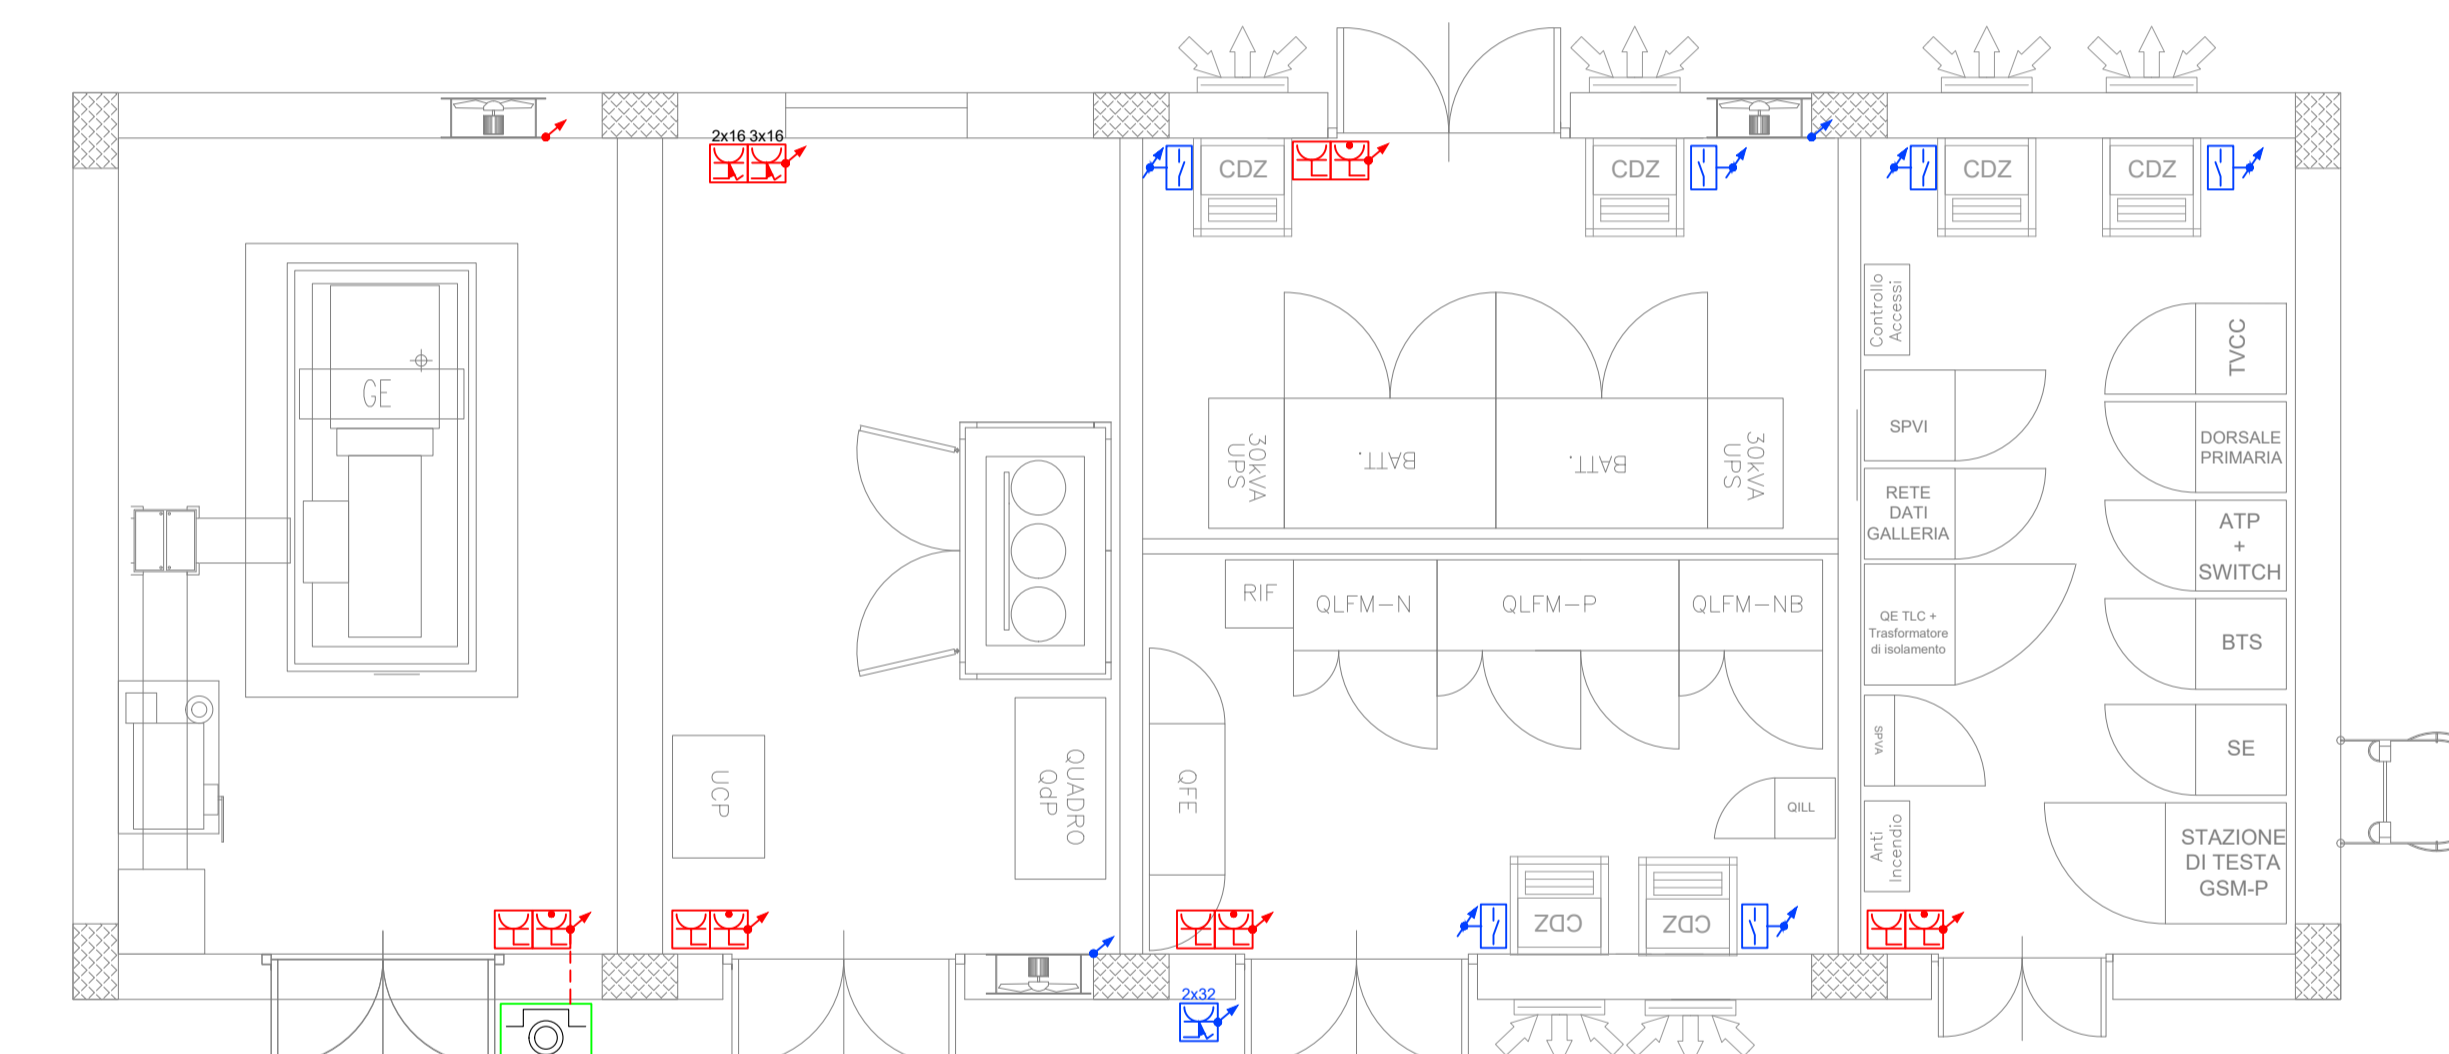 2x16 3x16
CDZ
CDZ
CDZ
CDZ
Controllo
Accessi
TVCC
GE
SPVI
DORSALE
PRIMARIA
30kVA
UPS
BATT.
BATT.
30kVA
UPS
RETE
DATI
GALLERIA
ATP
+
SWITCH
RIF
QLFM-N
QLFM-P
QLFM-NB
QE TLC +
Trasformatore
di isolamento
BTS
SPVA
SE
UCP
QUADRO
QdP
QFE
QILL
Anti
Incendio
STAZIONE
DI TESTA
GSM-P
CDZ
CDZ
2x32